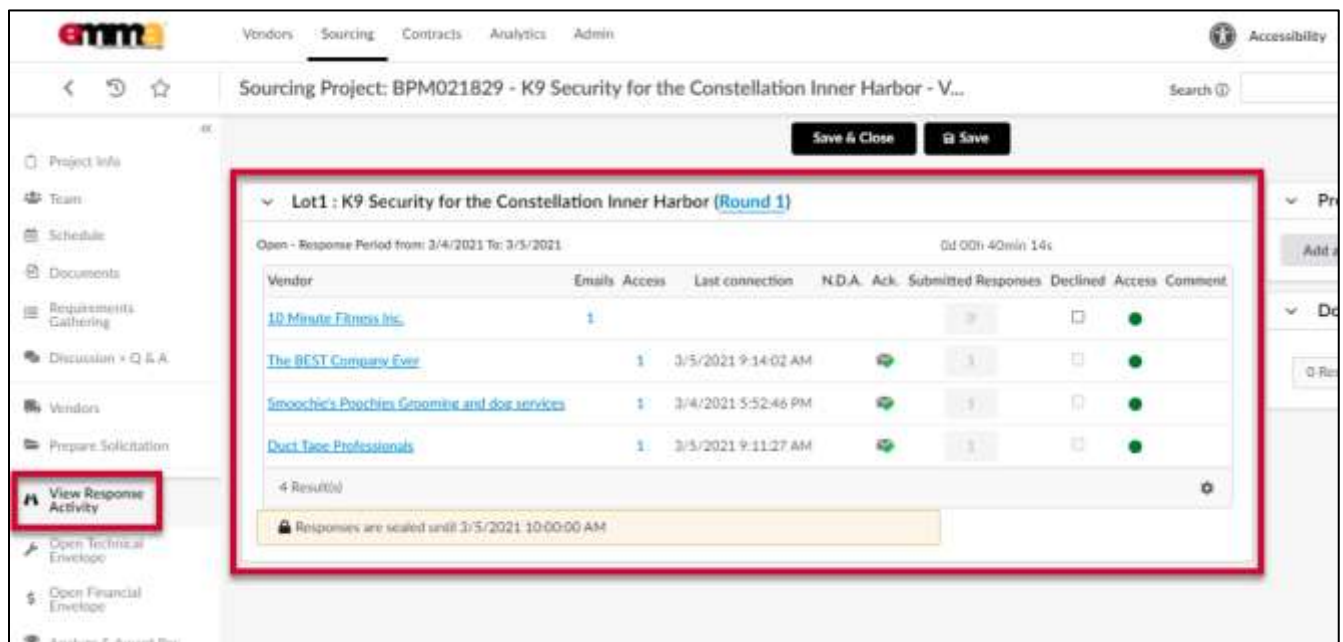 emma
Vendors Sourcing Contracts Analytics Admin
Accessibility
Sourcing Project: BPM021829 - K9 Security for the Constellation Inner Harbor - V...
Search
Save & Close
Save
Project Info
Team
Schedule
Documents
Requirements
Gathering
Discussion + Q & A
Vendors
Prepare Solicitation
View Response
Activity
Open Technical
Envelope
Open Financial
Envelope
Lot1 : K9 Security for the Constellation Inner Harbor (Round 1)
Open - Response Period from: 3/4/2021 To: 3/5/2021 0d 00h 40min 14s
Vendor Emails Access Last connection N.D.A. Ack. Submitted Responses Declined Access Comment
10 Minute Fitness Inc. 1 0
The BEST Company Ever 1 3/5/2021 9:14:02 AM 1
Smoochie's Poochies Grooming and dog services 1 3/4/2021 5:52:46 PM 1
Duct Tape Professionals 1 3/5/2021 9:11:27 AM 1
4 Result(s)
Responses are sealed until 3/5/2021 10:00:00 AM
Pr
Add a
Do
0 Res